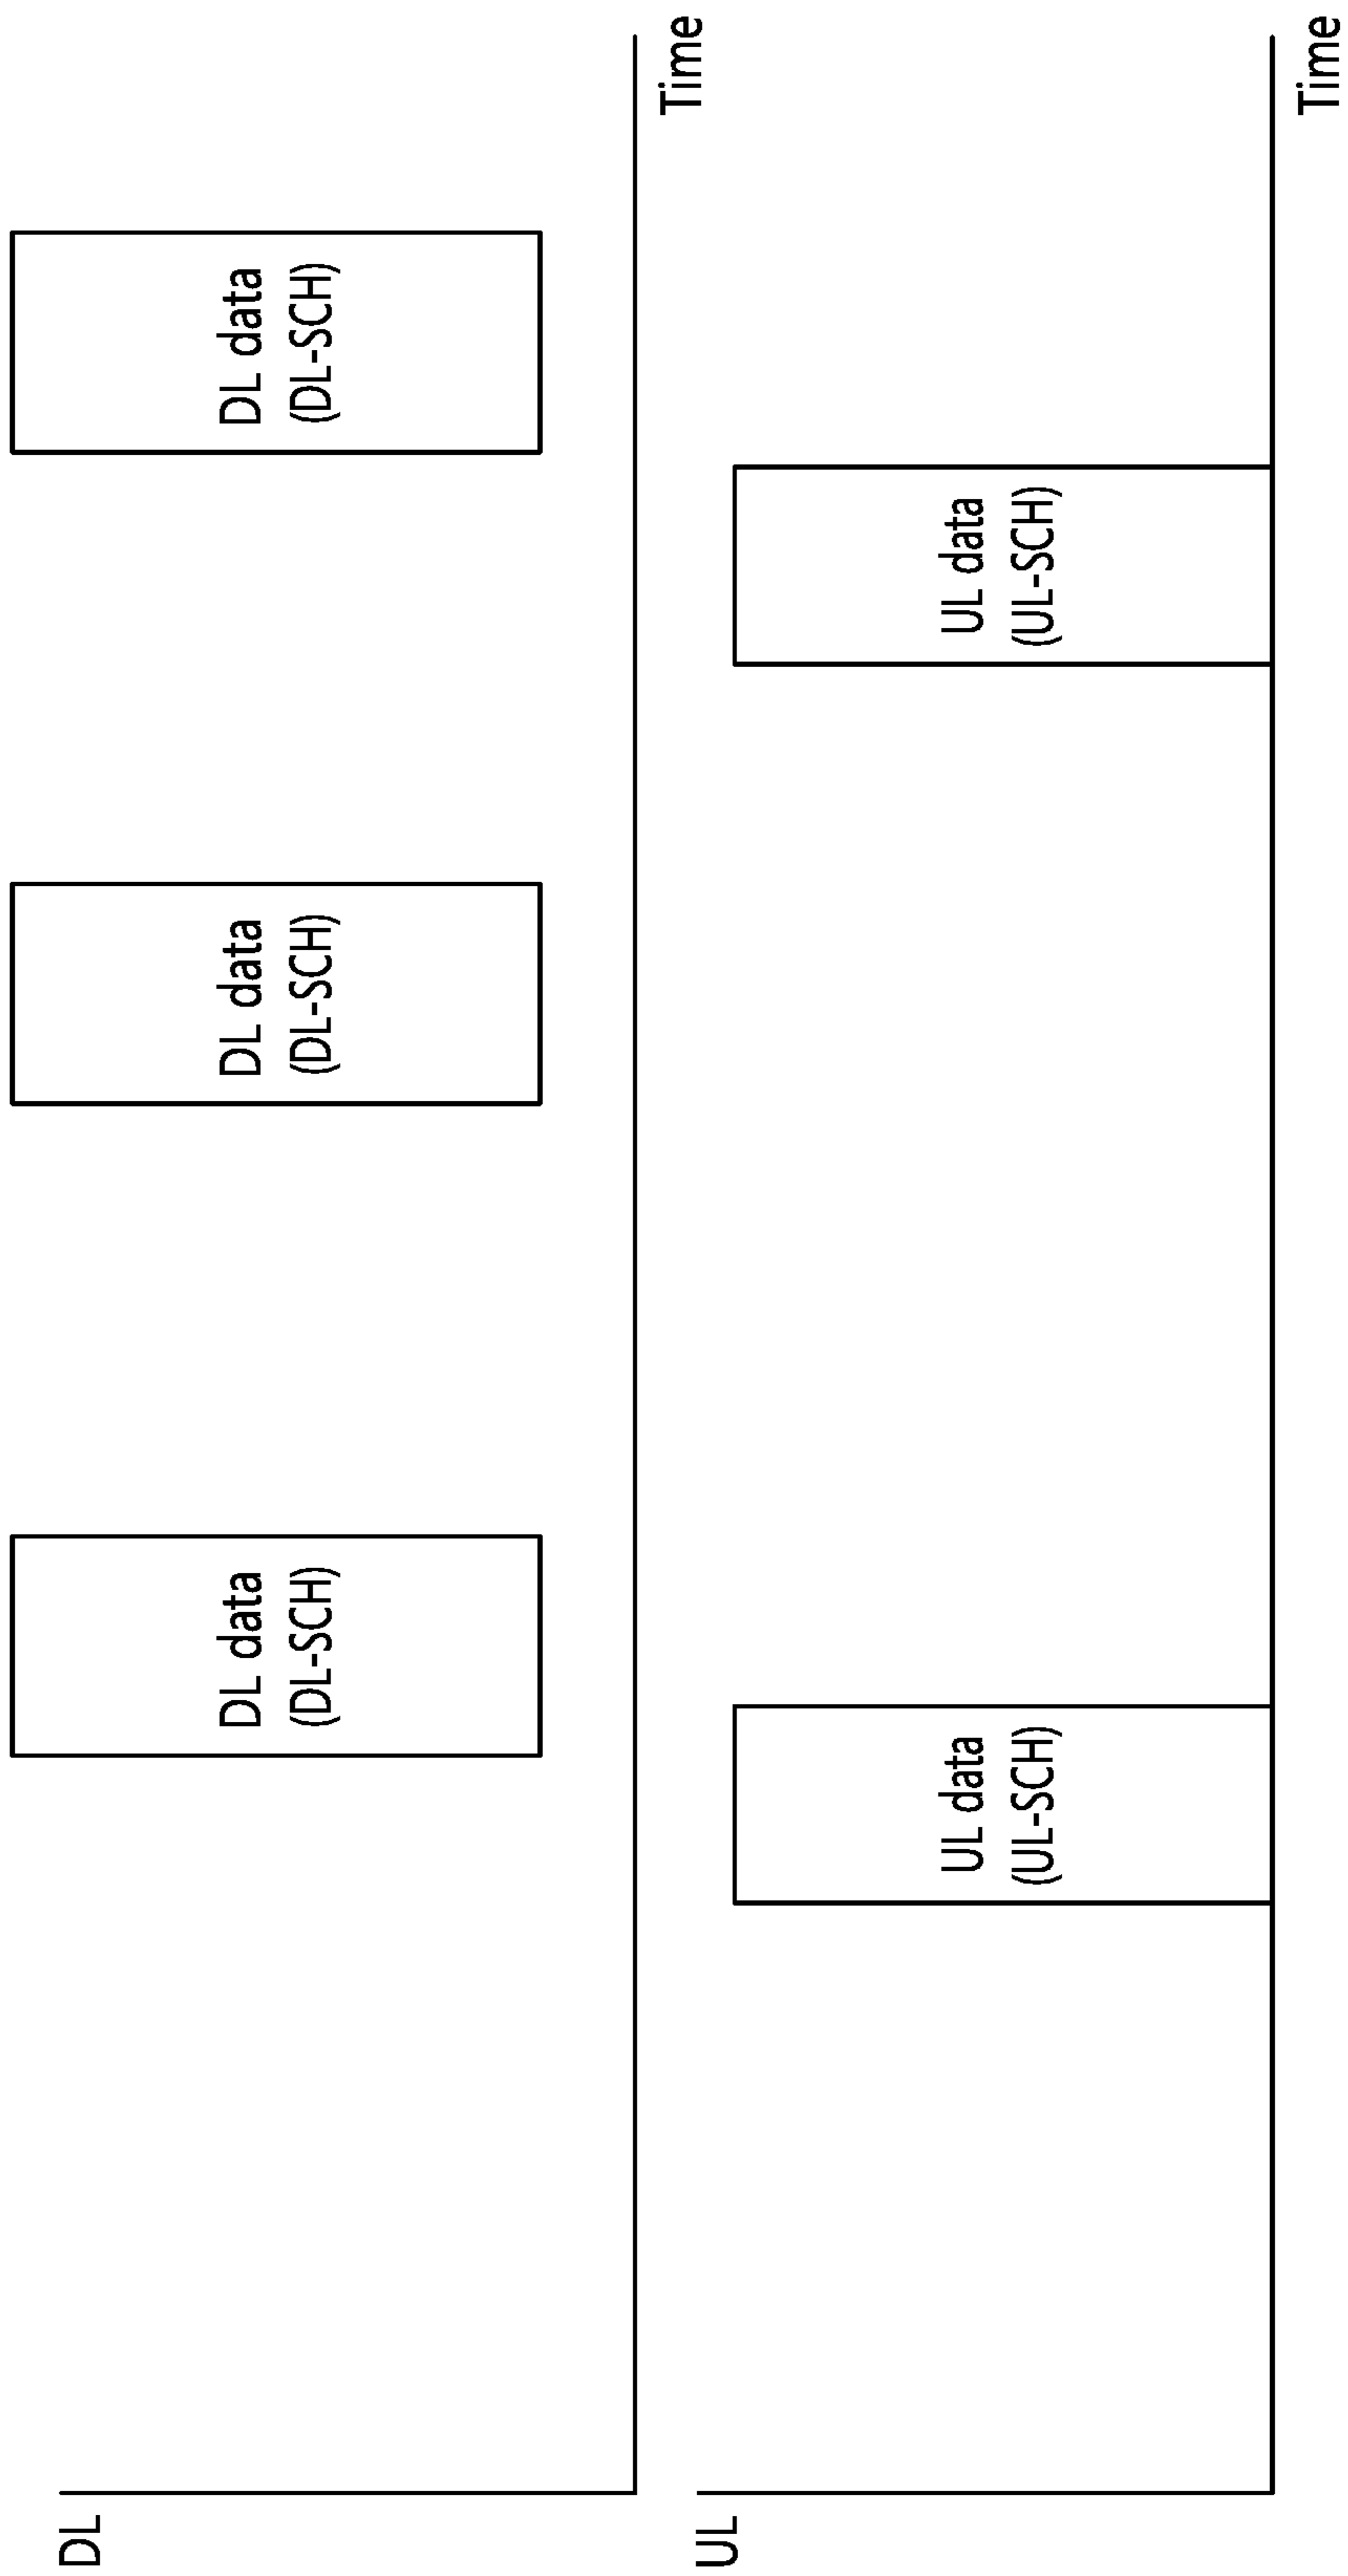 DL
DL data
(DL-SCH)
DL data
(DL-SCH)
DL data
(DL-SCH)
Time
UL
UL data
(UL-SCH)
UL data
(UL-SCH)
Time